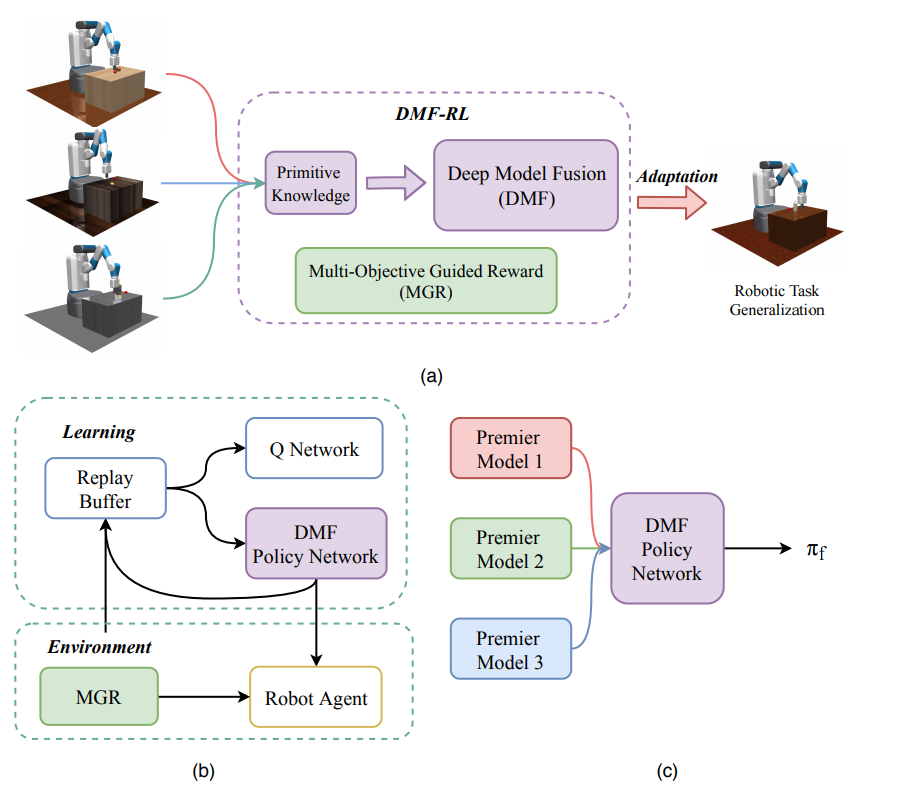 DMF-RL
Primitive
Knowledge
Deep Model Fusion
(DMF)
Adaptation
Multi-Objective Guided Reward
(MGR)
Robotic Task
Generalization
(a)
Learning
Replay
Buffer
Q Network
DMF
Policy Network
Environment
MGR
Robot Agent
(b)
Premier
Model 1
Premier
Model 2
Premier
Model 3
DMF
Policy
Network
πf
(c)